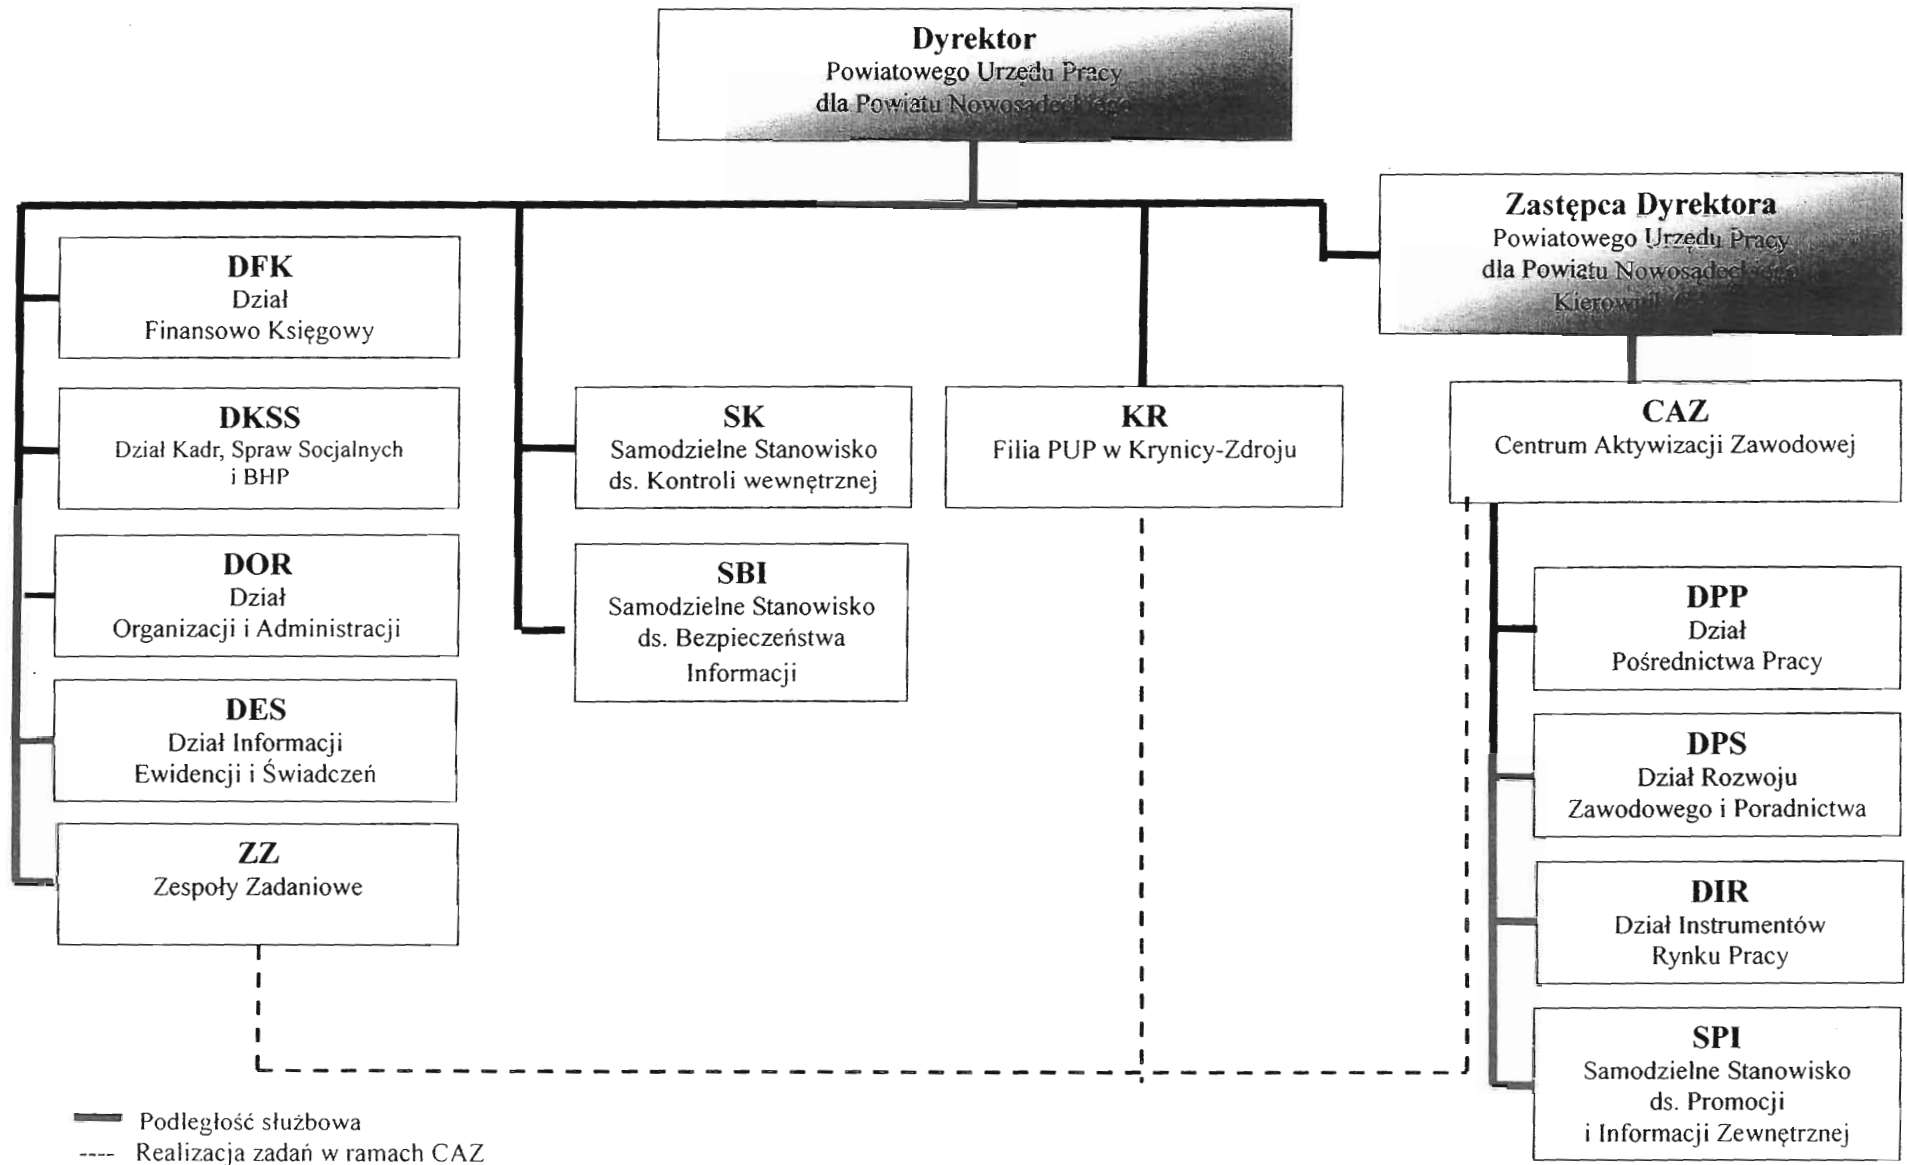 Dyrektor
Powiatowego Urzędu Pracy
dla Powiatu Nowosądeckiego
Zastępca Dyrektora
Powiatowego Urzędu Pracy
dla Powiatu Nowosądeckiego
Kierownik
DFK
Dział
Finansowo Księgowy
DKSS
Dział Kadr, Spraw Socjalnych
i BHP
DOR
Dział
Organizacji i Administracji
DES
Dział Informacji
Ewidencji i Świadczeń
ZZ
Zespoły Zadaniowe
SK
Samodzielne Stanowisko
ds. Kontroli wewnętrznej
SBI
Samodzielne Stanowisko
ds. Bezpieczeństwa
Informacji
KR
Filia PUP w Krynicy-Zdroju
CAZ
Centrum Aktywizacji Zawodowej
DPP
Dział
Pośrednictwa Pracy
DPS
Dział Rozwoju
Zawodowego i Poradnictwa
DIR
Dział Instrumentów
Rynku Pracy
SPI
Samodzielne Stanowisko
ds. Promocji
i Informacji Zewnętrznej
Podległość służbowa
Realizacja zadań w ramach CAZ